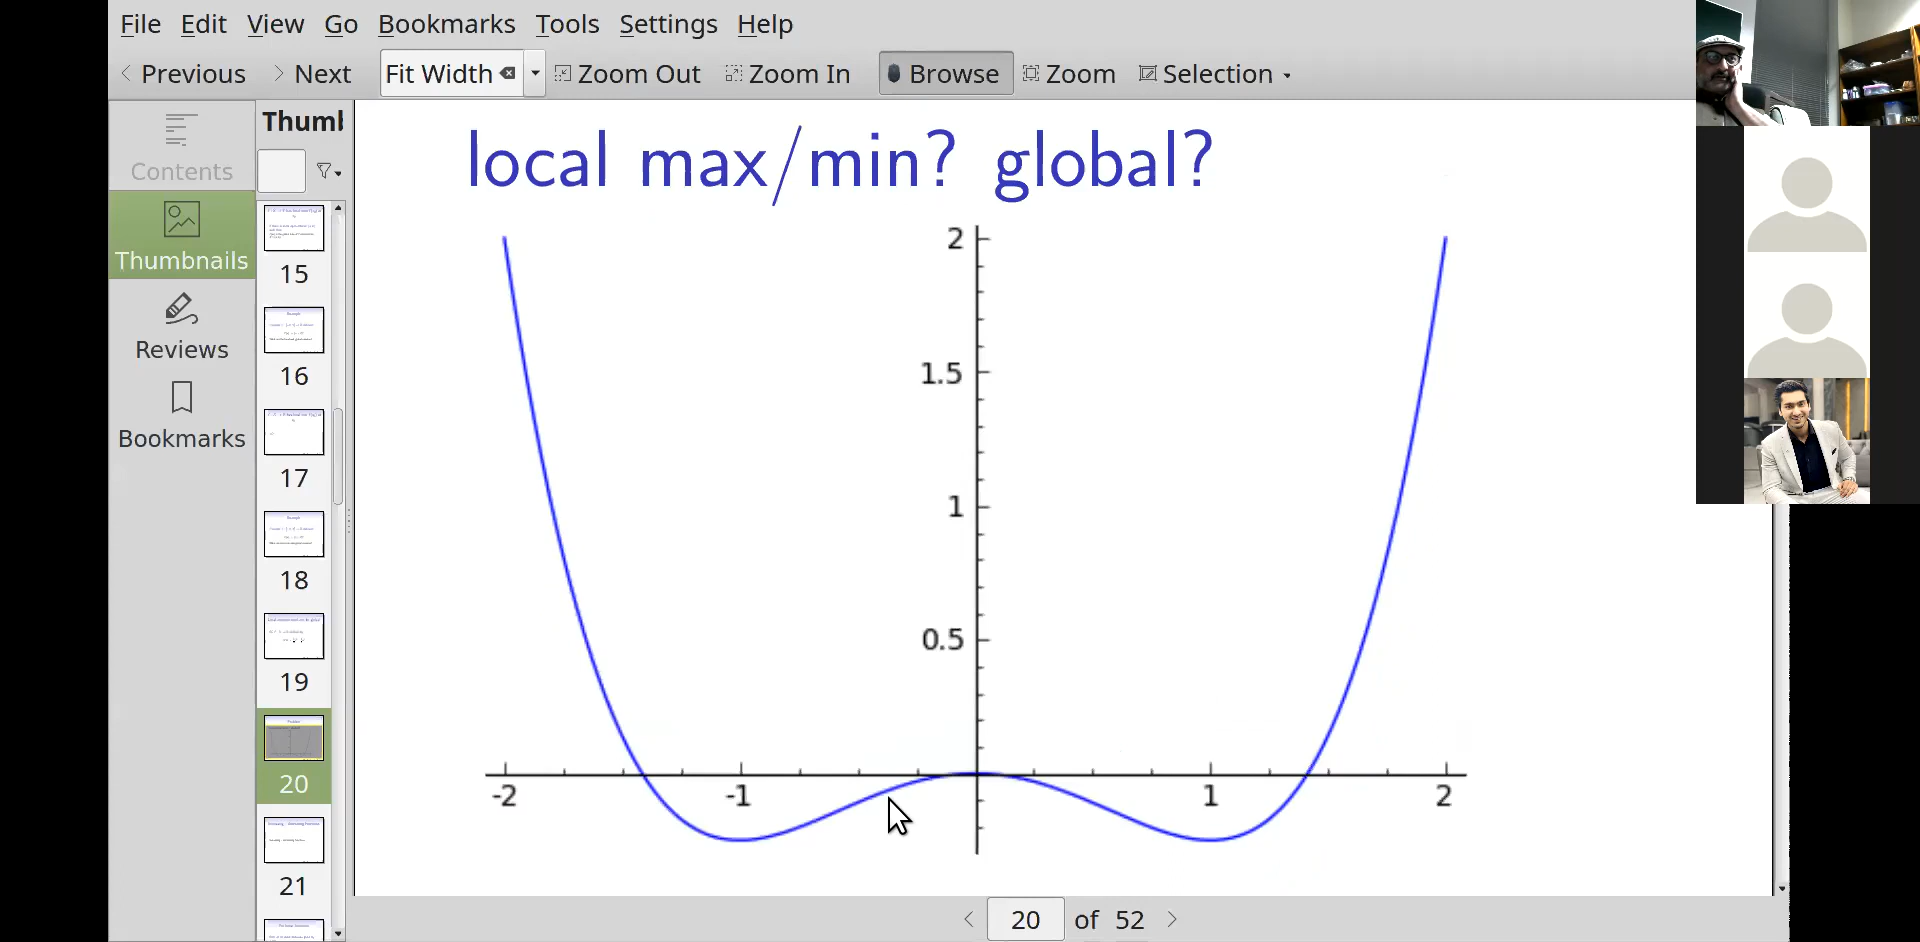 File Edit View Go Bookmarks Tools Settings Help
Previous Next Fit Width Zoom Out Zoom In Browse Zoom Selection
Contents
Thumbnails
Reviews
Bookmarks
Thuml
15
16
17
18
19
20
21
local max/min? global?
2
1.5
1
0.5
-2 -1 1 2
20 of 52